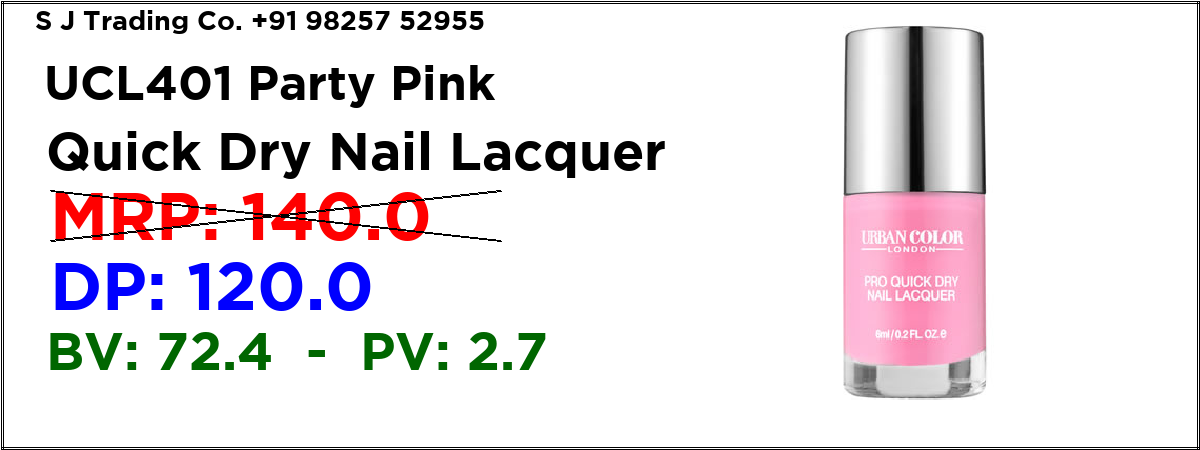 S J Trading Co. +91 98257 52955
UCL401 Party Pink
Quick Dry Nail Lacquer
MRP: 140.0
DP: 120.0
BV: 72.4 - PV: 2.7
URBAN COLOR
LONDON
PRO QUICK DRY
NAIL LACQUER
6ml/0.2 FL. OZ. e